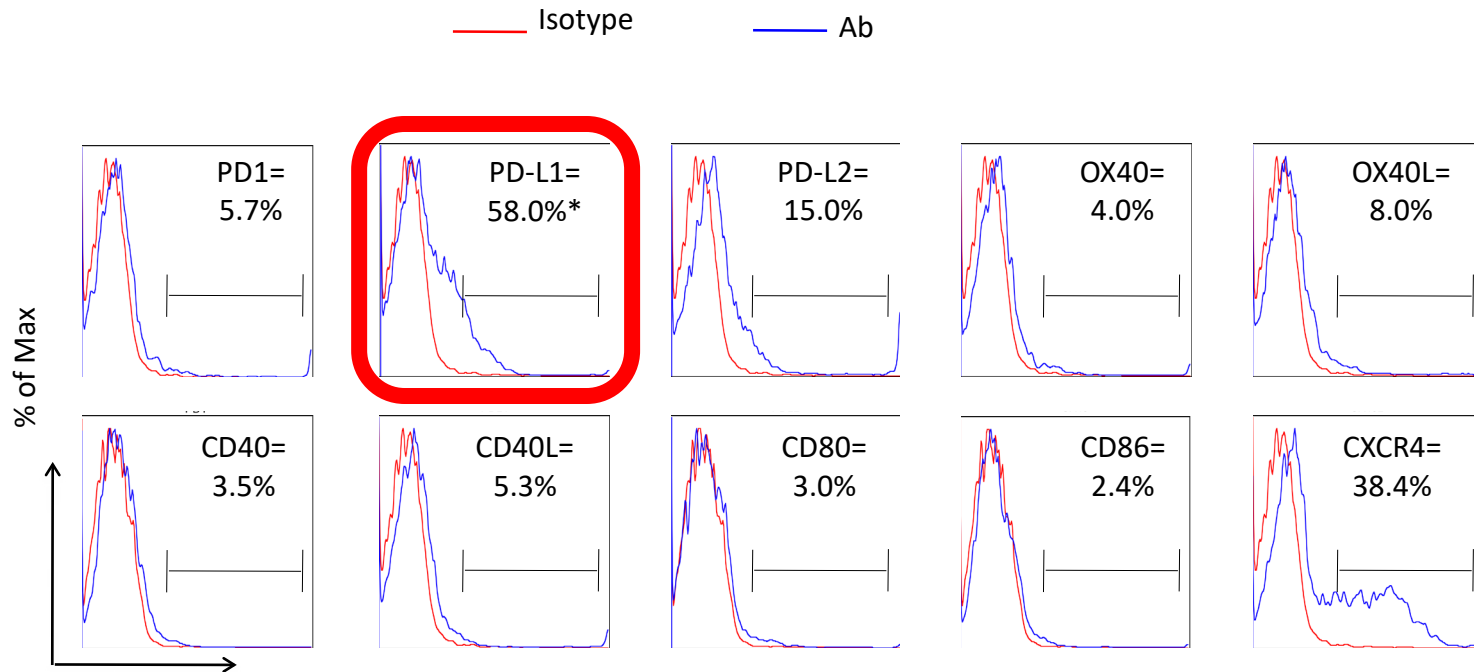 Isotype
Ab
PD1=
5.7%
PD-L1=
58.0%*
PD-L2=
15.0%
OX40=
4.0%
OX40L=
8.0%
% of Max
CD40=
3.5%
CD40L=
5.3%
CD80=
3.0%
CD86=
2.4%
CXCR4=
38.4%